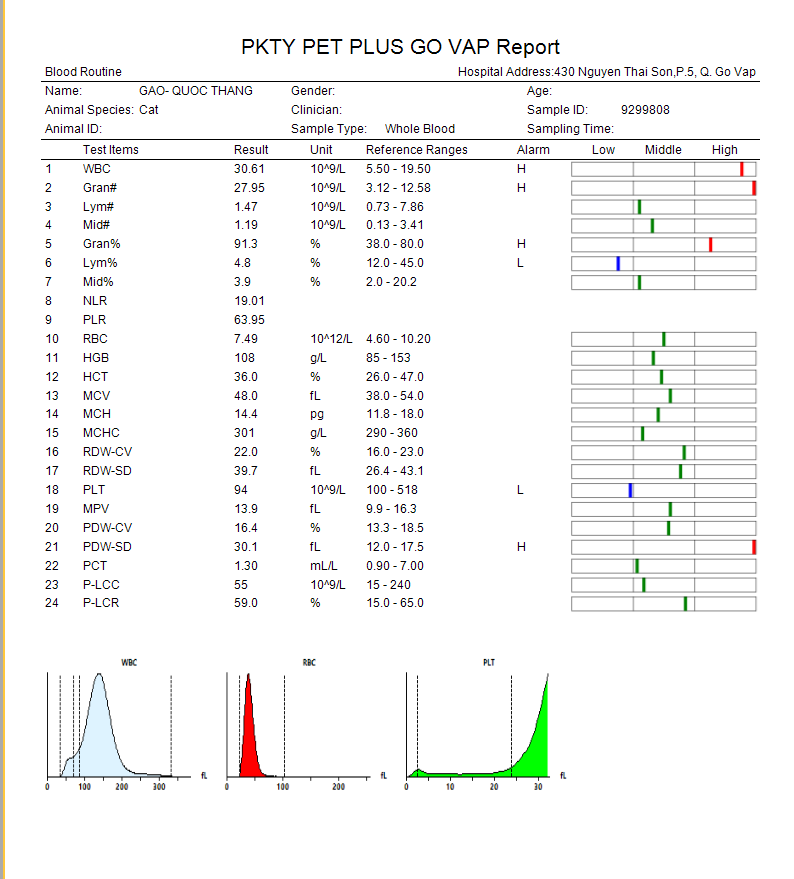 PKTY PET PLUS GO VAP Report
Blood Routine Hospital Address:430 Nguyen Thai Son,P.5, Q. Go Vap
Name: GAO- QUOC THANG Gender: Age:
Animal Species: Cat Clinician: Sample ID: 9299808
Animal ID: Sample Type: Whole Blood Sampling Time:
Test Items Result Unit Reference Ranges Alarm Low Middle High
1 WBC 30.61 10^9/L 5.50 - 19.50 H
2 Gran# 27.95 10^9/L 3.12 - 12.58 H
3 Lym# 1.47 10^9/L 0.73 - 7.86
4 Mid# 1.19 10^9/L 0.13 - 3.41
5 Gran% 91.3 % 38.0 - 80.0 H
6 Lym% 4.8 % 12.0 - 45.0 L
7 Mid% 3.9 % 2.0 - 20.2
8 NLR 19.01
9 PLR 63.95
10 RBC 7.49 10^12/L 4.60 - 10.20
11 HGB 108 g/L 85 - 153
12 HCT 36.0 % 26.0 - 47.0
13 MCV 48.0 fL 38.0 - 54.0
14 MCH 14.4 pg 11.8 - 18.0
15 MCHC 301 g/L 290 - 360
16 RDW-CV 22.0 % 16.0 - 23.0
17 RDW-SD 39.7 fL 26.4 - 43.1
18 PLT 94 10^9/L 100 - 518 L
19 MPV 13.9 fL 9.9 - 16.3
20 PDW-CV 16.4 % 13.3 - 18.5
21 PDW-SD 30.1 fL 12.0 - 17.5 H
22 PCT 1.30 mL/L 0.90 - 7.00
23 P-LCC 55 10^9/L 15 - 240
24 P-LCR 59.0 % 15.0 - 65.0
WBC RBC PLT
fL fL fL
0 100 200 300 0 100 200 0 10 20 30